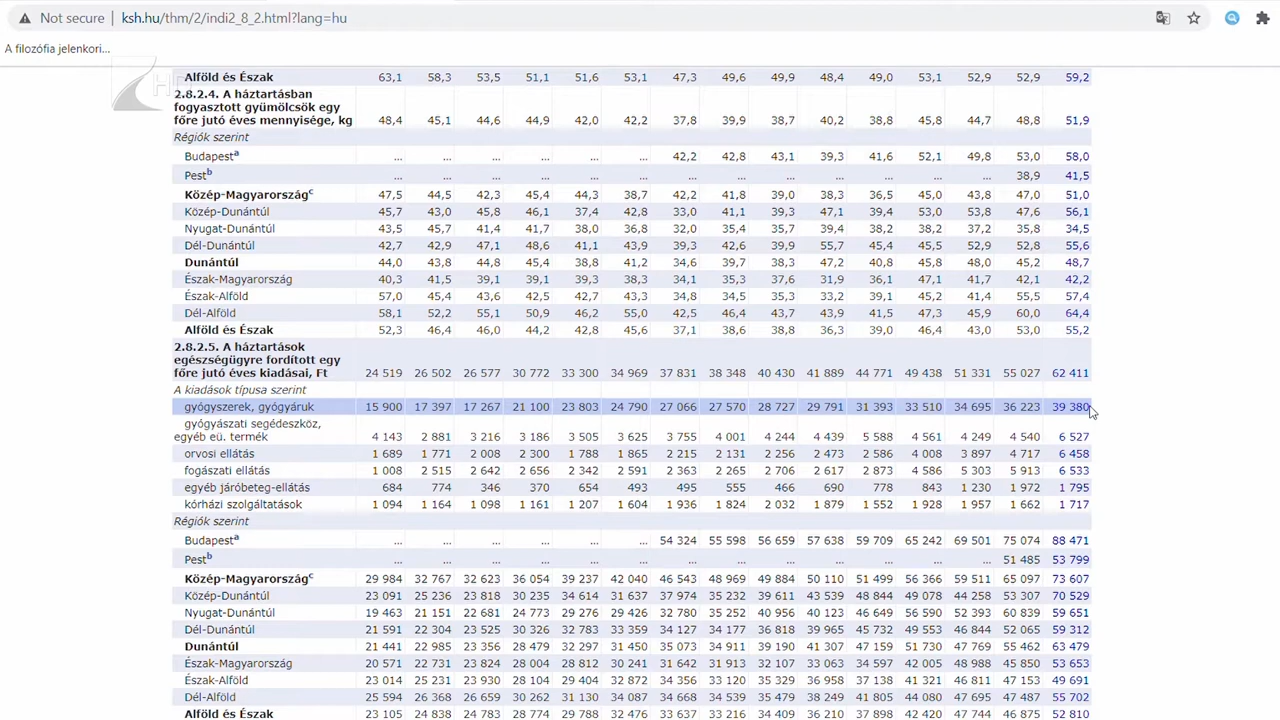 Not secure ksh.hu/thm/2/indi2_8_2.html?lang=hu
A filozófia jelenkori...
Alföld és Észak 63,1 58,3 53,5 51,1 51,6 53,1 47,3 49,6 49,9 48,4 49,0 53,1 52,9 52,9 59,2
2.8.2.4. A háztartásban
fogyasztott gyümölcsök egy
főre jutó éves mennyisége, kg 48,4 45,1 44,6 44,9 42,0 42,2 37,8 39,9 38,7 40,2 38,8 45,8 44,7 48,8 51,9
Régiók szerint
Budapestᵃ ... ... ... ... ... ... 42,2 42,8 43,1 39,3 41,6 52,1 49,8 53,0 58,0
Pestᵇ ... ... ... ... ... ... ... ... ... ... ... ... ... 38,9 41,5
Közép-Magyarországᶜ 47,5 44,5 42,3 45,4 44,3 38,7 42,2 41,8 39,0 38,3 36,5 45,0 43,8 47,0 51,0
Közép-Dunántúl 45,7 43,0 45,8 46,1 37,4 42,8 33,0 41,1 39,3 47,1 39,4 53,0 53,8 47,6 56,1
Nyugat-Dunántúl 43,5 45,7 41,4 41,7 38,0 36,8 32,0 35,4 35,7 39,4 38,2 38,2 37,2 35,8 34,5
Dél-Dunántúl 42,7 42,9 47,1 48,6 41,1 43,9 39,3 42,6 39,9 55,7 45,4 45,5 52,9 52,8 55,6
Dunántúl 44,0 43,8 44,8 45,4 38,8 41,2 34,6 39,7 38,3 47,2 40,8 45,8 48,0 45,2 48,7
Észak-Magyarország 40,3 41,5 39,1 39,1 39,3 38,3 34,1 35,3 37,6 31,9 36,1 47,1 41,7 42,1 42,2
Észak-Alföld 57,0 45,4 43,6 42,5 42,7 43,3 34,8 34,5 35,3 33,2 39,1 45,2 41,4 55,5 57,4
Dél-Alföld 58,1 52,2 55,1 50,9 46,2 55,0 42,5 46,4 43,7 43,9 41,5 47,3 45,9 60,0 64,4
Alföld és Észak 52,3 46,4 46,0 44,2 42,8 45,6 37,1 38,6 38,8 36,3 39,0 46,4 43,0 53,0 55,2
2.8.2.5. A háztartások
egészségügyre fordított egy
főre jutó éves kiadásai, Ft 24 519 26 502 26 577 30 772 33 300 34 969 37 831 38 348 40 430 41 889 44 771 49 438 51 331 55 027 62 411
A kiadások típusa szerint
gyógyszerek, gyógyáruk 15 900 17 397 17 267 21 100 23 803 24 790 27 066 27 570 28 727 29 791 31 393 33 510 34 695 36 223 39 380
gyógyászati segédeszköz,
egyéb eü. termék 4 143 2 881 3 216 3 186 3 505 3 625 3 755 4 001 4 244 4 439 5 588 4 561 4 249 4 540 6 527
orvosi ellátás 1 689 1 771 2 008 2 300 1 788 1 865 2 215 2 131 2 256 2 473 2 586 4 008 3 897 4 717 6 458
fogászati ellátás 1 008 2 515 2 642 2 656 2 342 2 591 2 363 2 265 2 706 2 617 2 873 4 586 5 303 5 913 6 533
egyéb járóbeteg-ellátás 684 774 346 370 654 493 495 555 466 690 778 843 1 230 1 972 1 795
kórházi szolgáltatások 1 094 1 164 1 098 1 161 1 207 1 604 1 936 1 824 2 032 1 879 1 552 1 928 1 957 1 662 1 717
Régiók szerint
Budapestᵃ ... ... ... ... ... ... 54 324 55 598 56 659 57 638 59 709 65 242 69 501 75 074 88 471
Pestᵇ ... ... ... ... ... ... ... ... ... ... ... ... ... 51 485 53 799
Közép-Magyarországᶜ 29 984 32 767 32 623 36 054 39 237 42 040 46 543 48 969 49 884 50 110 51 499 56 366 59 511 65 097 73 607
Közép-Dunántúl 23 091 25 236 23 818 30 235 34 614 31 637 37 974 35 232 39 611 43 539 48 844 49 078 44 258 53 307 70 529
Nyugat-Dunántúl 19 463 21 151 22 681 24 773 29 276 29 426 32 780 35 252 40 956 40 123 46 649 56 590 52 393 60 839 59 651
Dél-Dunántúl 21 591 22 304 23 525 30 326 32 783 33 359 34 127 34 177 36 818 39 965 45 732 49 553 46 844 52 065 59 312
Dunántúl 21 441 22 985 23 356 28 479 32 297 31 450 35 073 34 911 39 190 41 307 47 159 51 730 47 769 55 462 63 479
Észak-Magyarország 20 571 22 731 23 824 28 004 28 812 30 241 31 642 31 913 32 107 33 063 34 597 42 005 48 988 45 850 53 653
Észak-Alföld 23 014 25 231 23 930 28 104 29 404 32 872 34 356 33 120 35 329 36 958 37 138 41 321 46 811 47 153 49 691
Dél-Alföld 25 594 26 368 26 659 30 262 31 130 34 087 34 668 34 539 35 479 38 249 41 805 44 080 47 695 47 487 55 702
Alföld és Észak 23 105 24 838 24 783 28 774 29 788 32 476 33 637 33 216 34 409 36 210 37 898 42 420 47 744 46 875 52 810